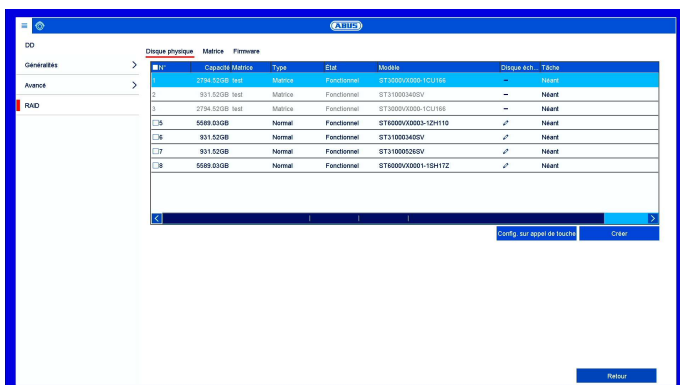 ABUS
DD
Généralités
Avancé
RAID
Disque physique Matrice Firmware
N° Capacité Matrice Type État Modèle Disque éch... Tâche
1 2794.52GB test Matrice Fonctionnel ST3000VX000-1CU166 – Néant
2 931.52GB test Matrice Fonctionnel ST31000340SV – Néant
3 2794.52GB test Matrice Fonctionnel ST3000VX000-1CU166 – Néant
5 5589.03GB Normal Fonctionnel ST6000VX0003-1ZH110 Néant
6 931.52GB Normal Fonctionnel ST31000340SV Néant
7 931.52GB Normal Fonctionnel ST31000526SV Néant
8 5589.03GB Normal Fonctionnel ST6000VX0001-1SH17Z Néant
Config. sur appel de touche Créer
Retour